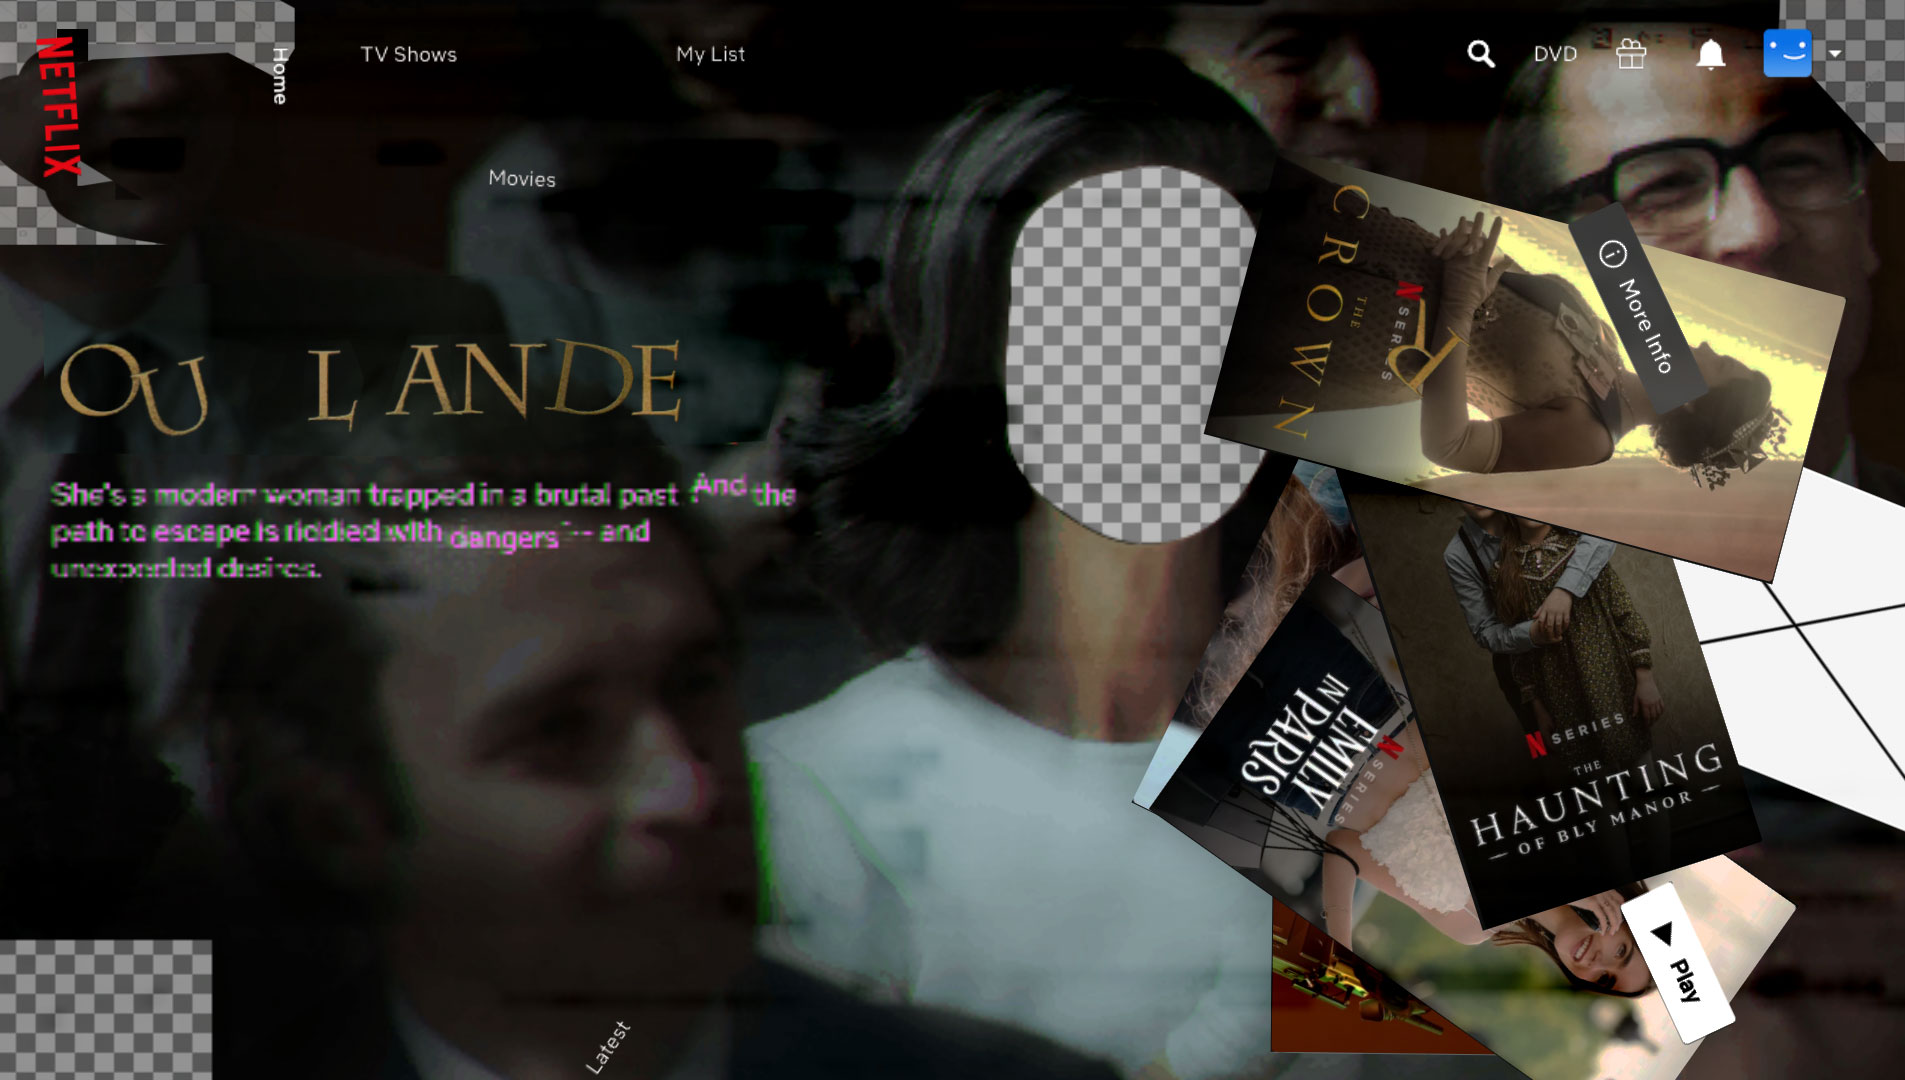 NETFLIX
Home
TV Shows
My List
DVD
Movies
OU LANDE
R
She's a modern woman trapped in a brutal past. And the
path to escape is riddled with dangers -- and
unexpected desires.
THE
CROWN
N SERIES
More Info
EMILY
IN PARIS
N SERIES
N SERIES
THE
HAUNTING
OF BLY MANOR
Play
Latest